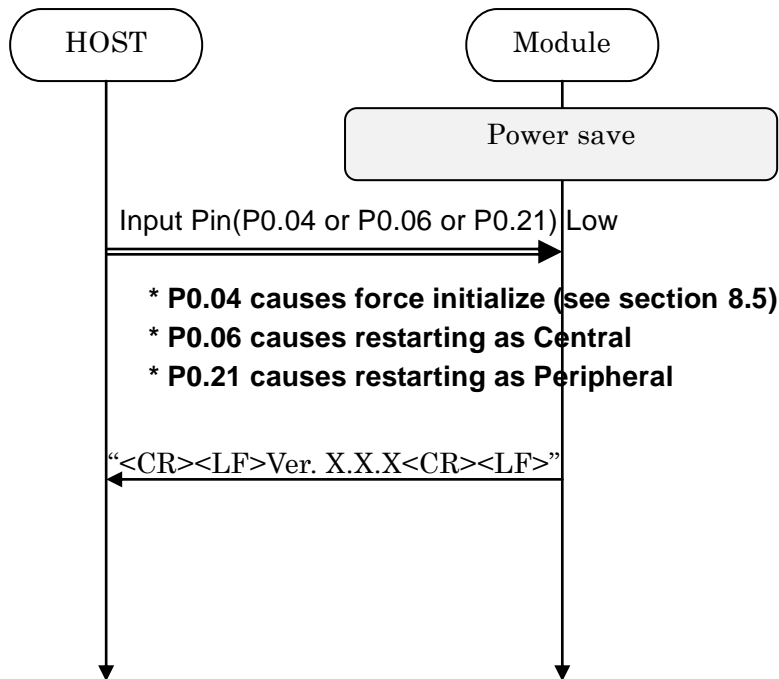 HOST
Module
Power save
Input Pin(P0.04 or P0.06 or P0.21) Low
* P0.04 causes force initialize (see section 8.5)
* P0.06 causes restarting as Central
* P0.21 causes restarting as Peripheral
“<CR><LF>Ver. X.X.X<CR><LF>”